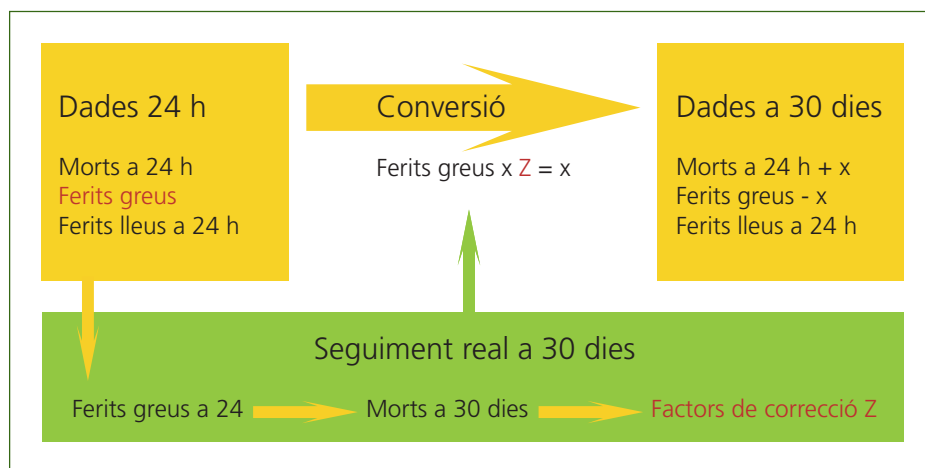 Dades 24 h
Morts a 24 h
Ferits greus
Ferits lleus a 24 h
Conversió
Ferits greus x Z = x
Dades a 30 dies
Morts a 24 h + x
Ferits greus - x
Ferits lleus a 24 h
Seguiment real a 30 dies
Ferits greus a 24
Morts a 30 dies
Factors de correcció Z